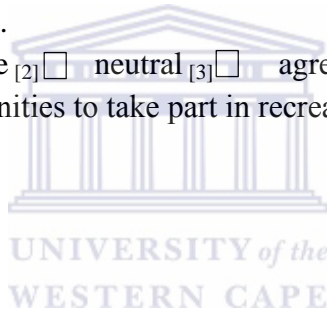 .
e [2]☐ neutral [3]☐ agre
nities to take part in recrea
UNIVERSITY of the
WESTERN CAPE